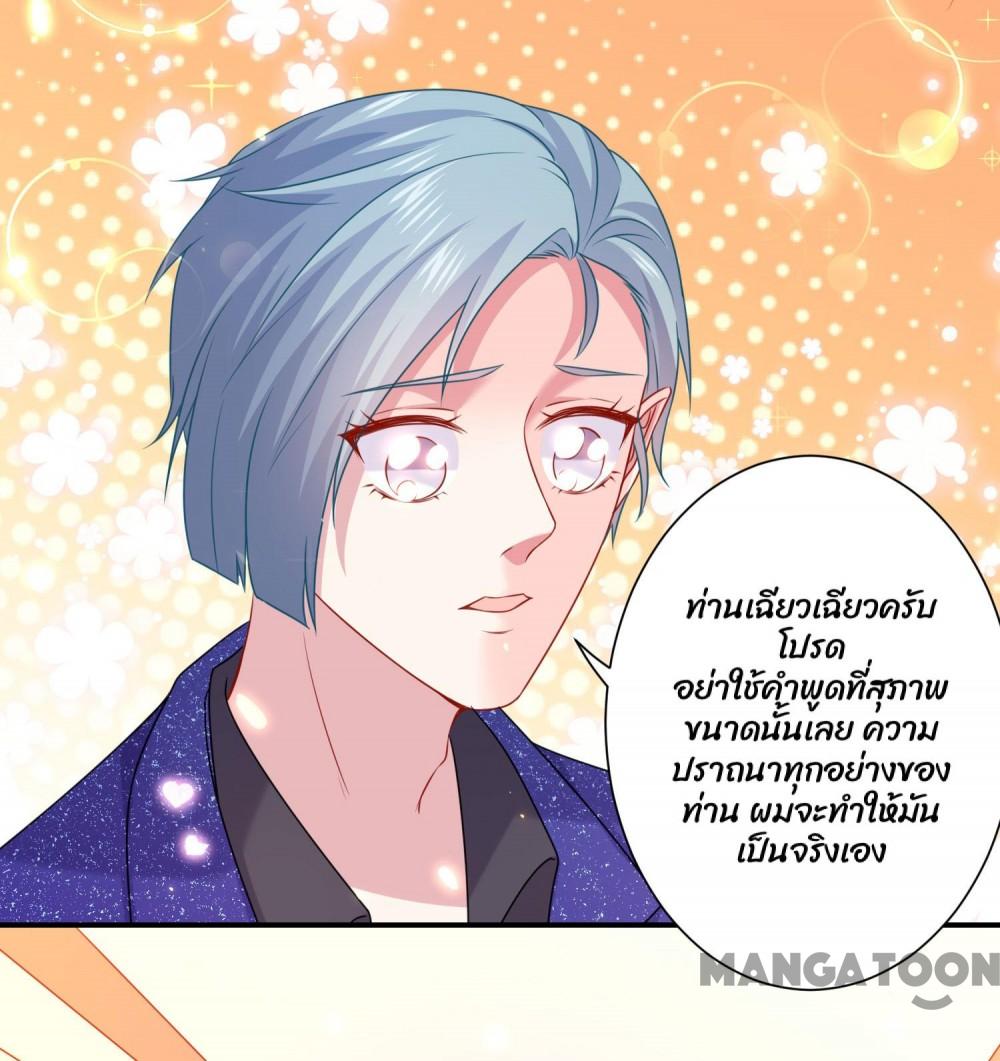 ท่านเฉียวเฉียวครับ
โปรด
อย่าใช้คำพูดที่สุภาพ
ขนาดนั้นเลย ความ
ปราถนาทุกอย่างของ
ท่าน ผมจะทำให้มัน
เป็นจริงเอง
MANGATOON